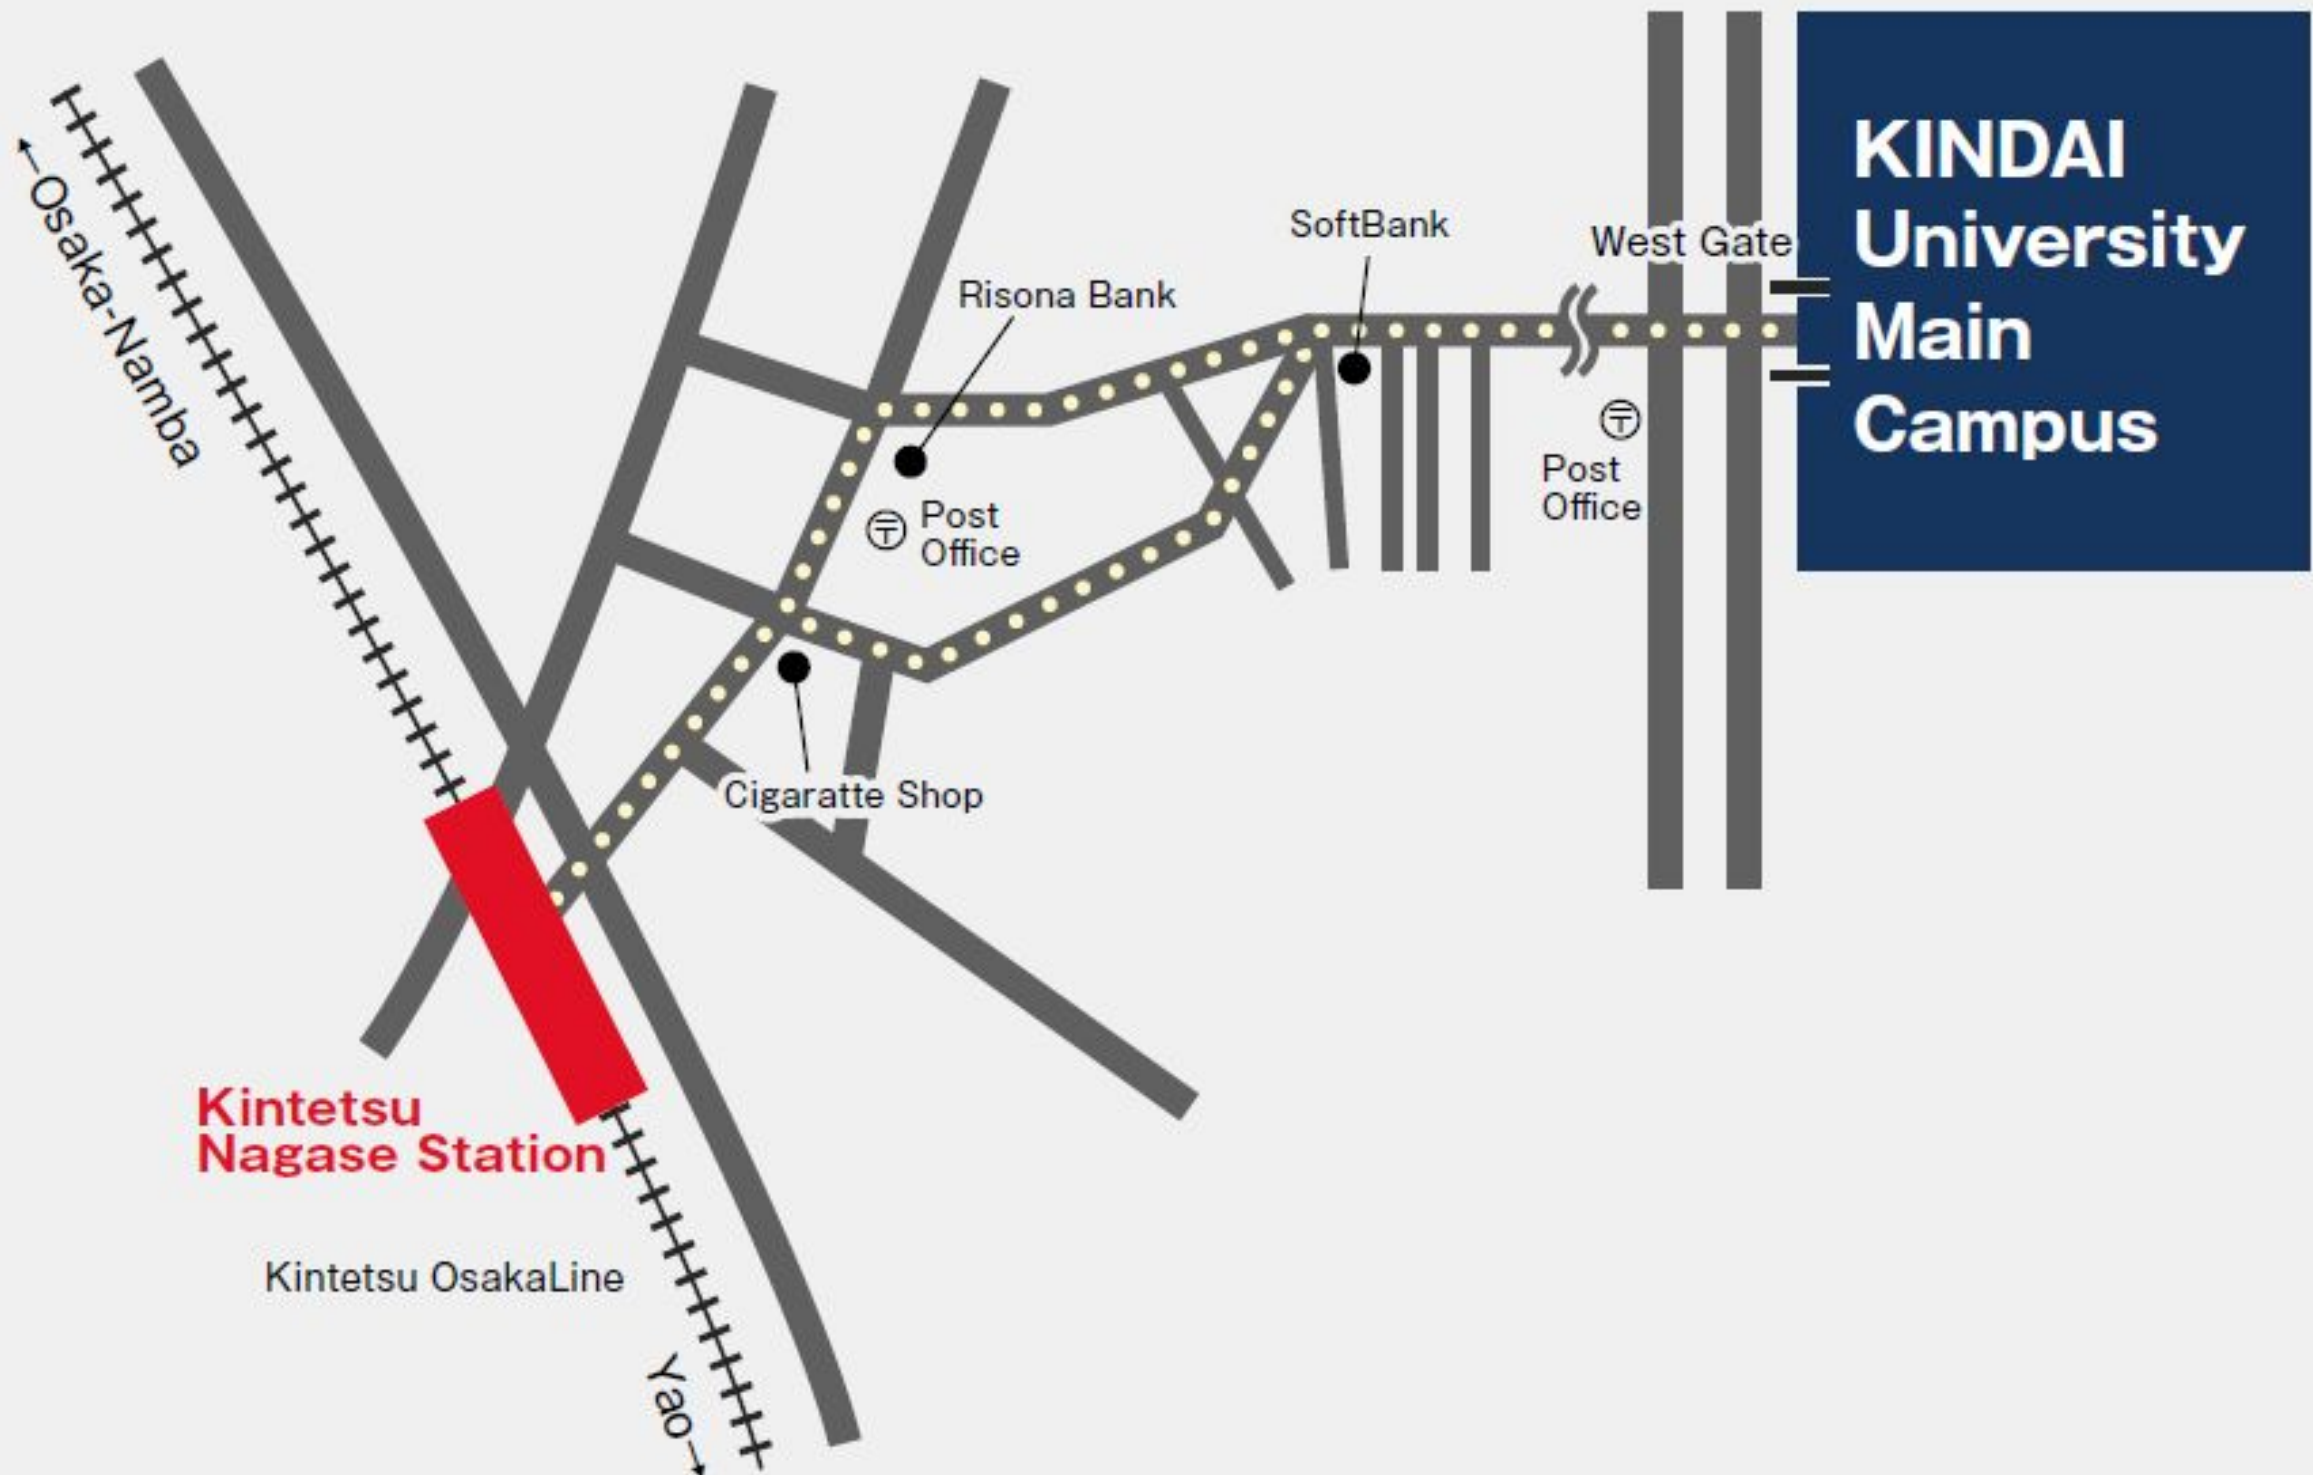 ←Osaka-Namba
SoftBank
West Gate
Risona Bank
KINDAI
University
Main
Campus
〒
Post
Office
〒
Post
Office
Cigaratte Shop
Kintetsu
Nagase Station
Kintetsu OsakaLine
Yao→